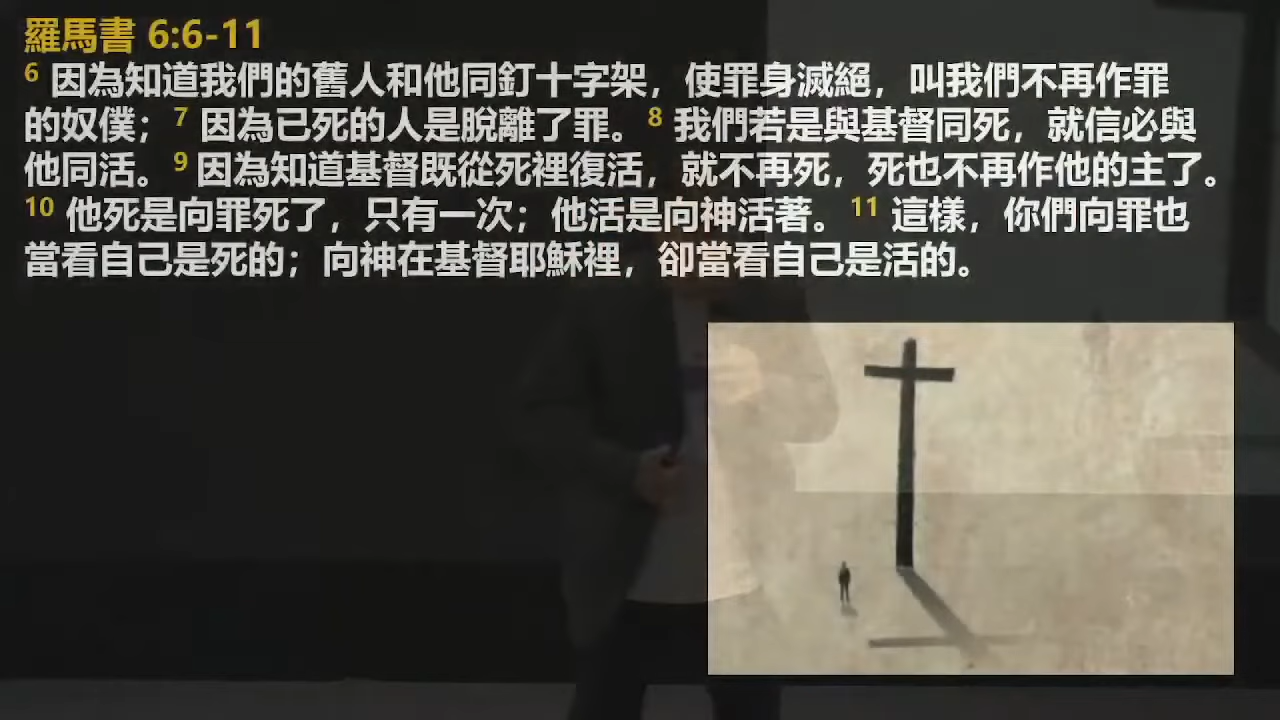 羅馬書 6:6-11
6 因為知道我們的舊人和他同釘十字架，使罪身滅絕，叫我們不再作罪
的奴僕；7 因為已死的人是脫離了罪。8 我們若是與基督同死，就信必與
他同活。9 因為知道基督既從死裡復活，就不再死，死也不再作他的主了。
10 他死是向罪死了，只有一次；他活是向神活著。11 這樣，你們向罪也
當看自己是死的；向神在基督耶穌裡，卻當看自己是活的。